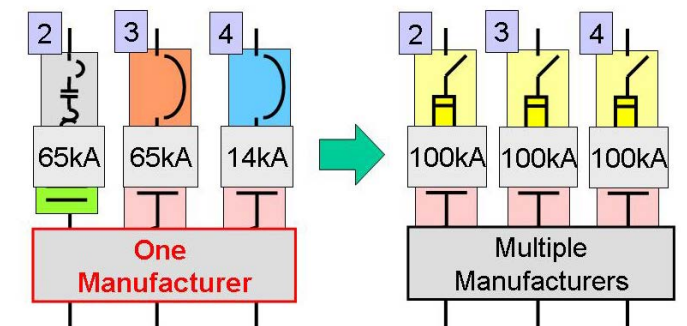 2 3 4
65kA 65kA 14kA
One
Manufacturer
2 3 4
100kA 100kA 100kA
Multiple
Manufacturers